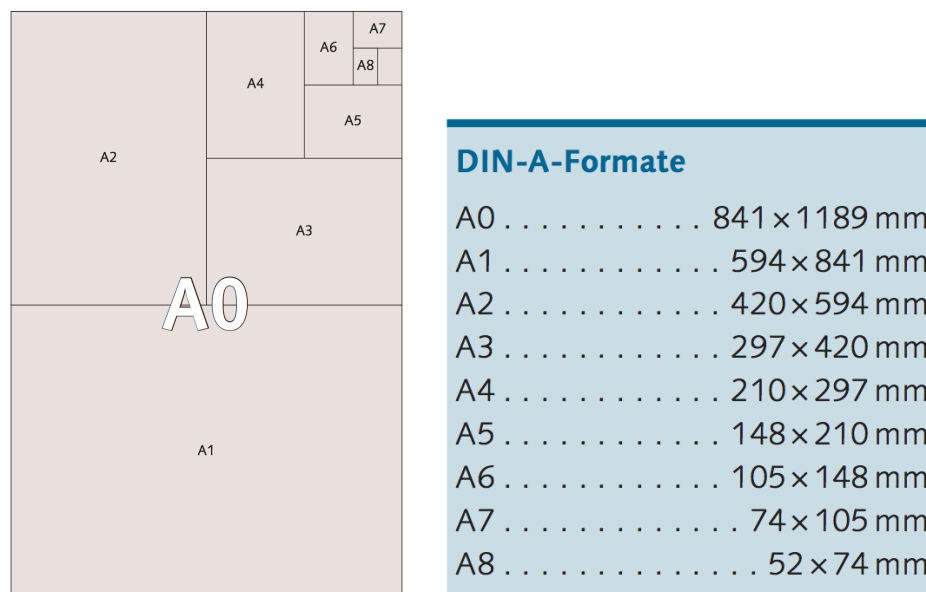 A7
A6
A8
A4
A5
A2
A3
A0
A1
DIN-A-Formate
A0 . . . . . . . . . . . 841 × 1189 mm
A1 . . . . . . . . . . . . 594 × 841 mm
A2 . . . . . . . . . . . . 420 × 594 mm
A3 . . . . . . . . . . . . 297 × 420 mm
A4 . . . . . . . . . . . . 210 × 297 mm
A5 . . . . . . . . . . . . 148 × 210 mm
A6 . . . . . . . . . . . . 105 × 148 mm
A7 . . . . . . . . . . . . . 74 × 105 mm
A8 . . . . . . . . . . . . . . 52 × 74 mm